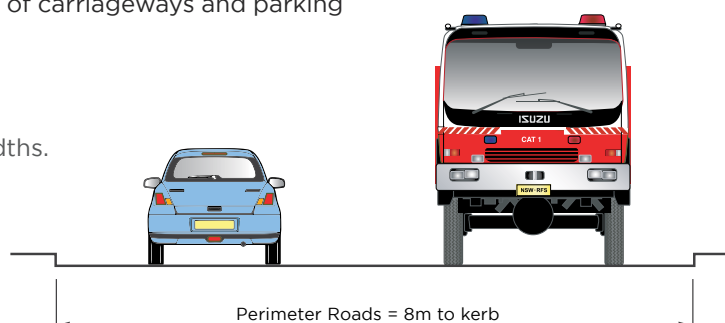 of carriageways and parking
dths.
ISUZU
CAT 1
NSW-RFS
Perimeter Roads = 8m to kerb